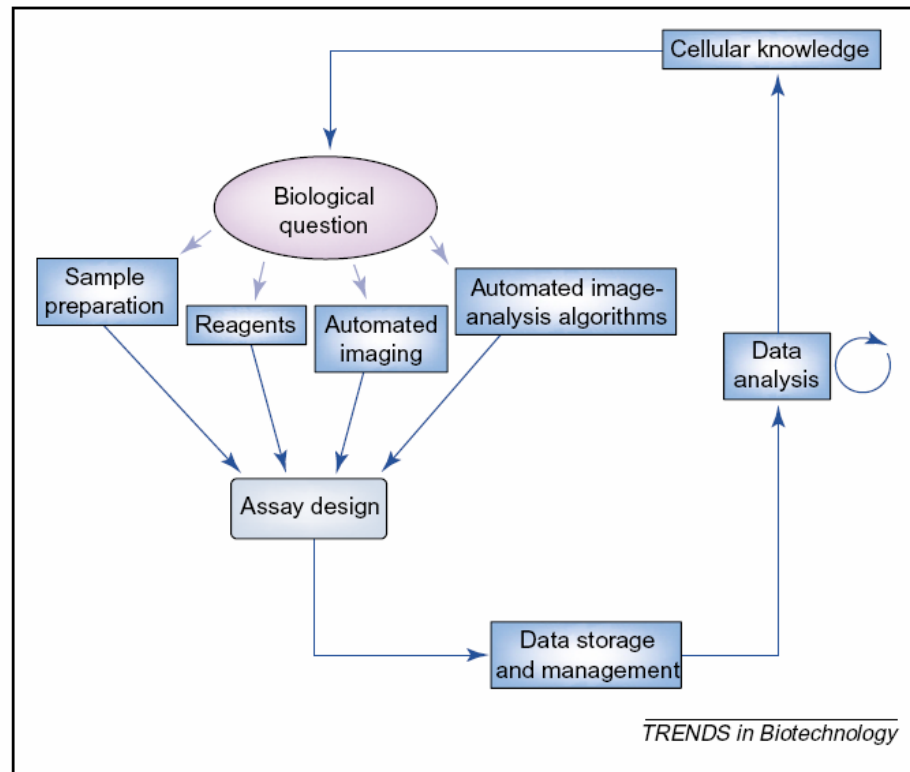 Cellular knowledge
Biological
question
Sample
preparation
Reagents
Automated
imaging
Automated image-
analysis algorithms
Data
analysis
Assay design
Data storage
and management
TRENDS in Biotechnology